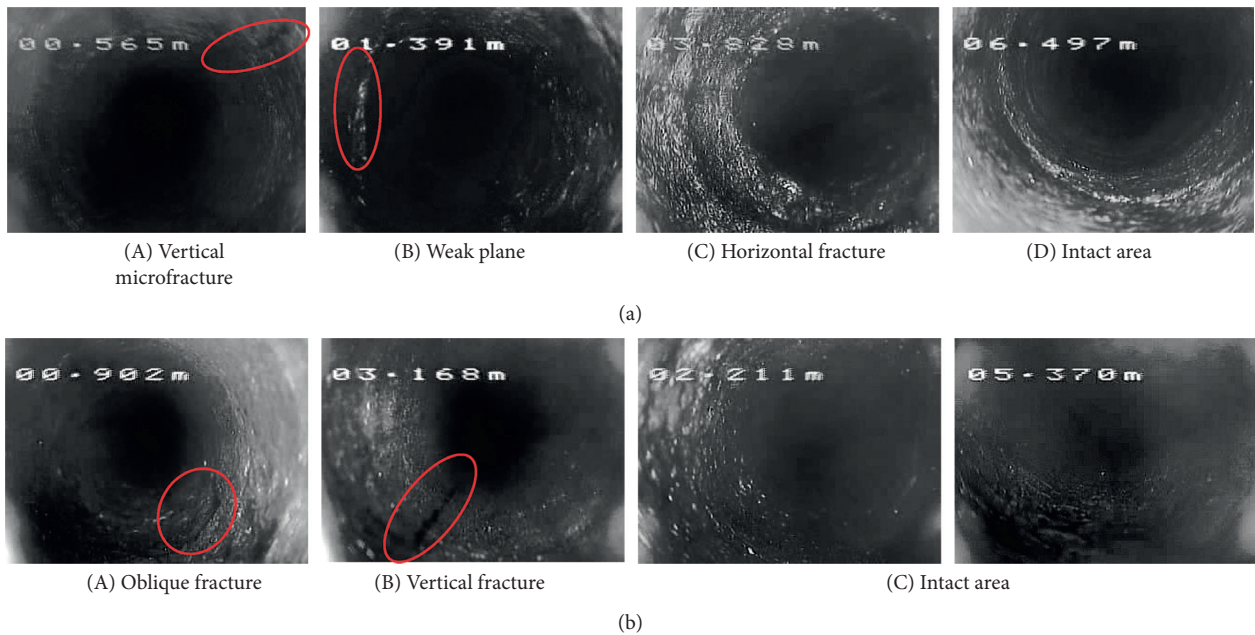 00.565m
01.391m
03.828m
06.497m
(A) Vertical
microfracture
(B) Weak plane
(C) Horizontal fracture
(D) Intact area
(a)
00.902m
03.168m
02.211m
05.370m
(A) Oblique fracture
(B) Vertical fracture
(C) Intact area
(b)